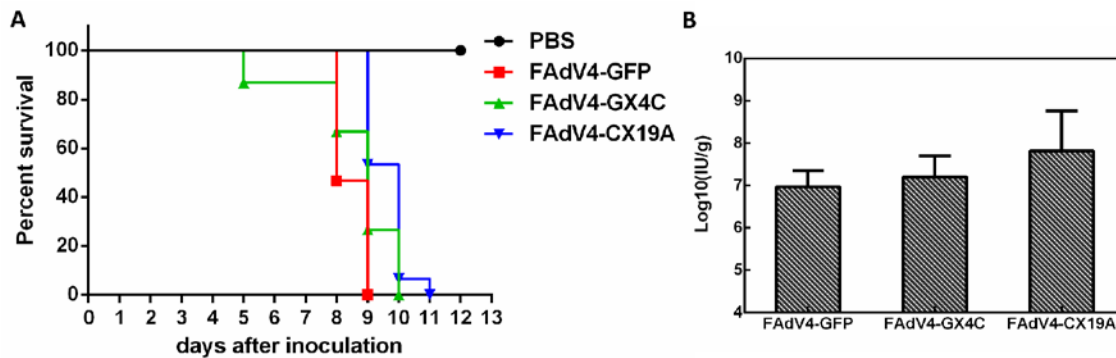 A
Percent survival
100
80
60
40
20
0
0 1 2 3 4 5 6 7 8 9 10 11 12 13
days after inoculation
PBS
FAdV4-GFP
FAdV4-GX4C
FAdV4-CX19A
B
Log10(IU/g)
10
9
8
7
6
5
4
FAdV4-GFP FAdV4-GX4C FAdV4-CX19A